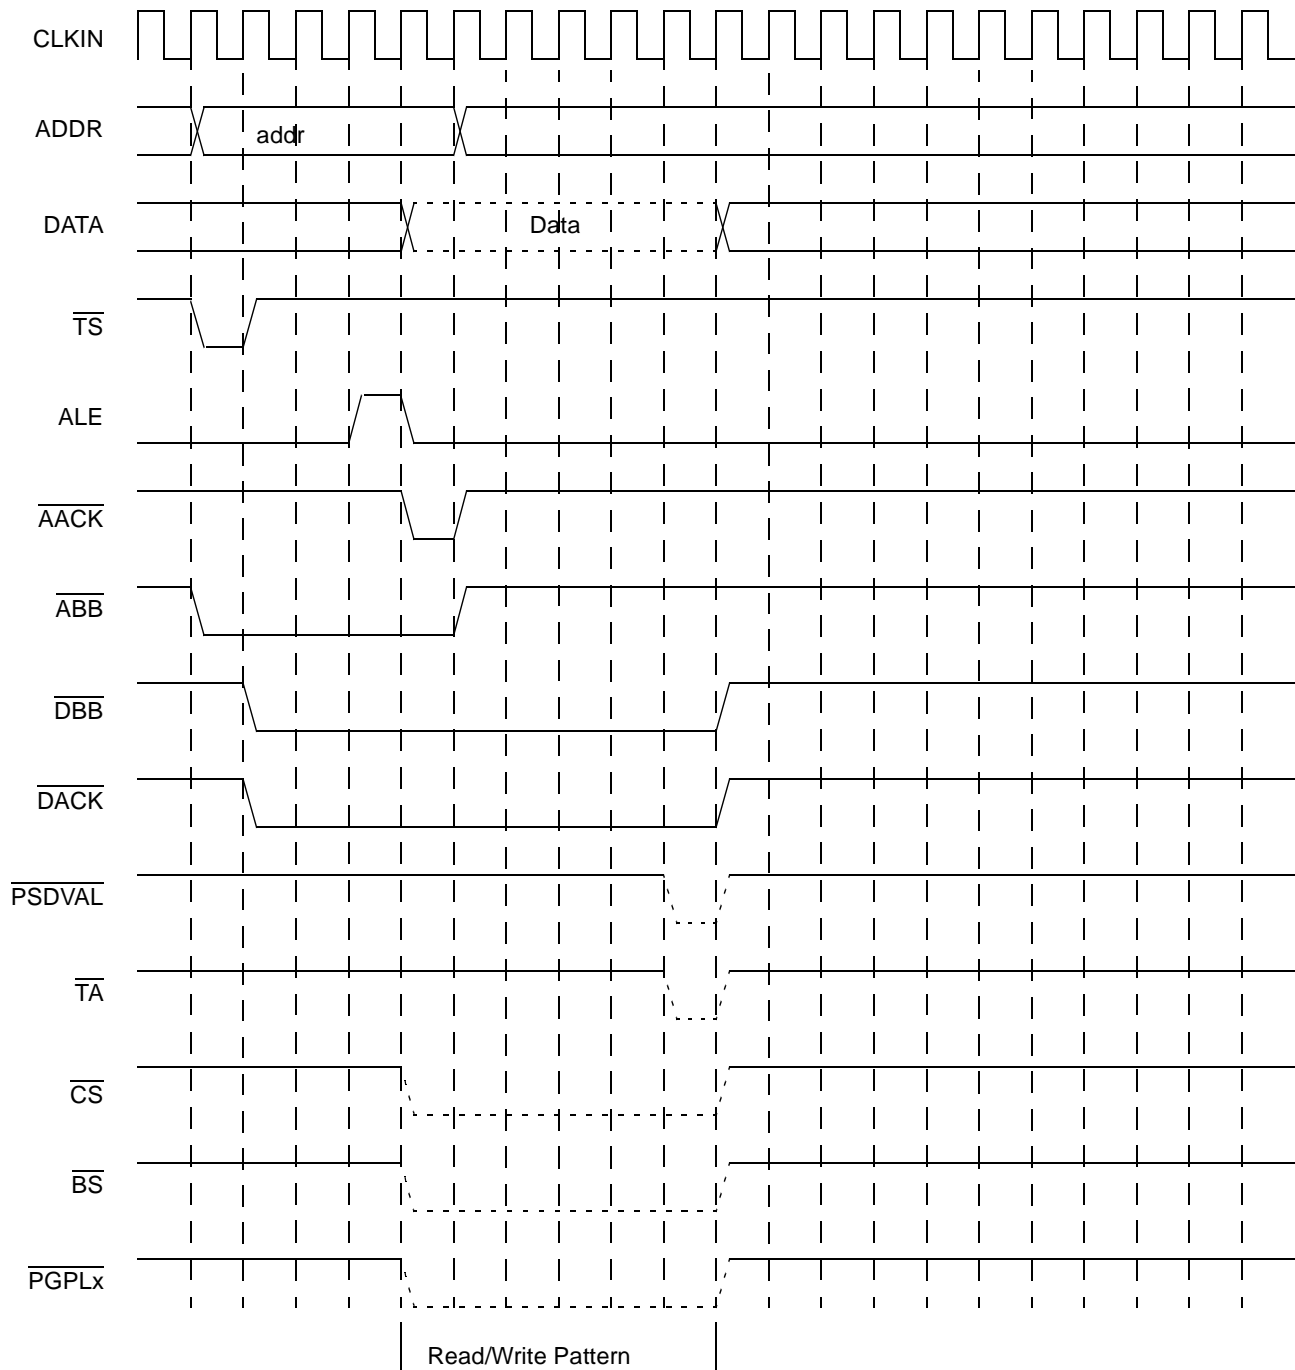 CLKIN
ADDR
addr
DATA
Data
TS
ALE
AACK
ABB
DBB
DACK
PSDVAL
TA
CS
BS
PGPLx
Read/Write Pattern